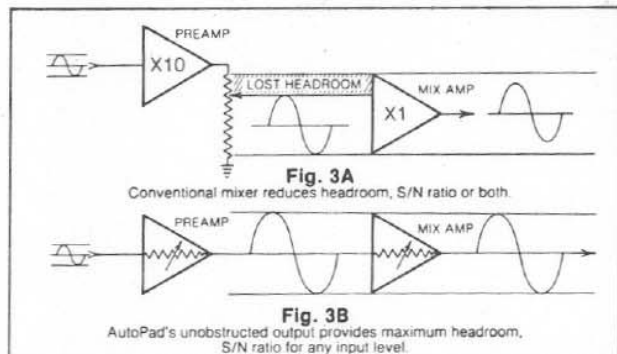 PREAMP
X10
LOST HEADROOM
MIX AMP
X1
Fig. 3A
Conventional mixer reduces headroom, S/N ratio or both.
PREAMP
MIX AMP
Fig. 3B
AutoPad's unobstructed output provides maximum headroom,
S/N ratio for any input level.